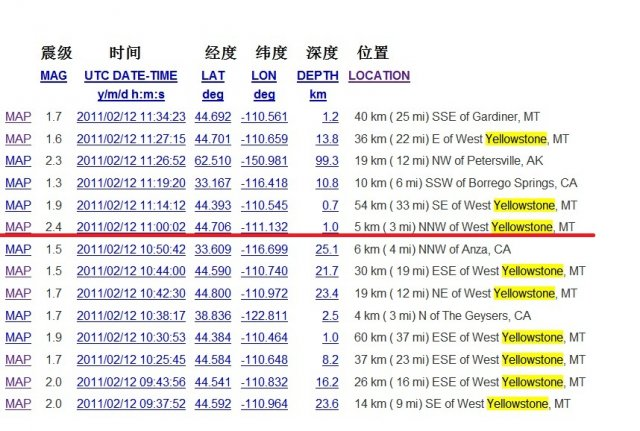 震级 时间 经度 纬度 深度 位置
MAG UTC DATE-TIME LAT LON DEPTH LOCATION
y/m/d h:m:s deg deg km
MAP 1.7 2011/02/12 11:34:23 44.692 -110.561 1.2 40 km ( 25 mi) SSE of Gardiner, MT
MAP 1.6 2011/02/12 11:27:15 44.701 -110.659 13.8 36 km ( 22 mi) E of West Yellowstone, MT
MAP 2.3 2011/02/12 11:26:52 62.510 -150.981 99.3 19 km ( 12 mi) NW of Petersville, AK
MAP 1.3 2011/02/12 11:19:20 33.167 -116.418 10.8 10 km ( 6 mi) SSW of Borrego Springs, CA
MAP 1.9 2011/02/12 11:14:12 44.393 -110.545 0.7 54 km ( 33 mi) SE of West Yellowstone, MT
MAP 2.4 2011/02/12 11:00:02 44.706 -111.132 1.0 5 km ( 3 mi) NNW of West Yellowstone, MT
MAP 1.5 2011/02/12 10:50:42 33.609 -116.699 25.1 6 km ( 4 mi) NNW of Anza, CA
MAP 1.5 2011/02/12 10:44:00 44.590 -110.740 21.7 30 km ( 19 mi) ESE of West Yellowstone, MT
MAP 1.7 2011/02/12 10:42:30 44.800 -110.972 23.4 19 km ( 12 mi) NE of West Yellowstone, MT
MAP 1.7 2011/02/12 10:38:17 38.836 -122.811 2.5 4 km ( 3 mi) N of The Geysers, CA
MAP 1.9 2011/02/12 10:30:53 44.384 -110.464 1.0 60 km ( 37 mi) ESE of West Yellowstone, MT
MAP 1.7 2011/02/12 10:25:45 44.584 -110.648 8.2 37 km ( 23 mi) ESE of West Yellowstone, MT
MAP 2.0 2011/02/12 09:43:56 44.541 -110.832 16.2 26 km ( 16 mi) ESE of West Yellowstone, MT
MAP 2.0 2011/02/12 09:37:52 44.592 -110.964 23.6 14 km ( 9 mi) SE of West Yellowstone, MT